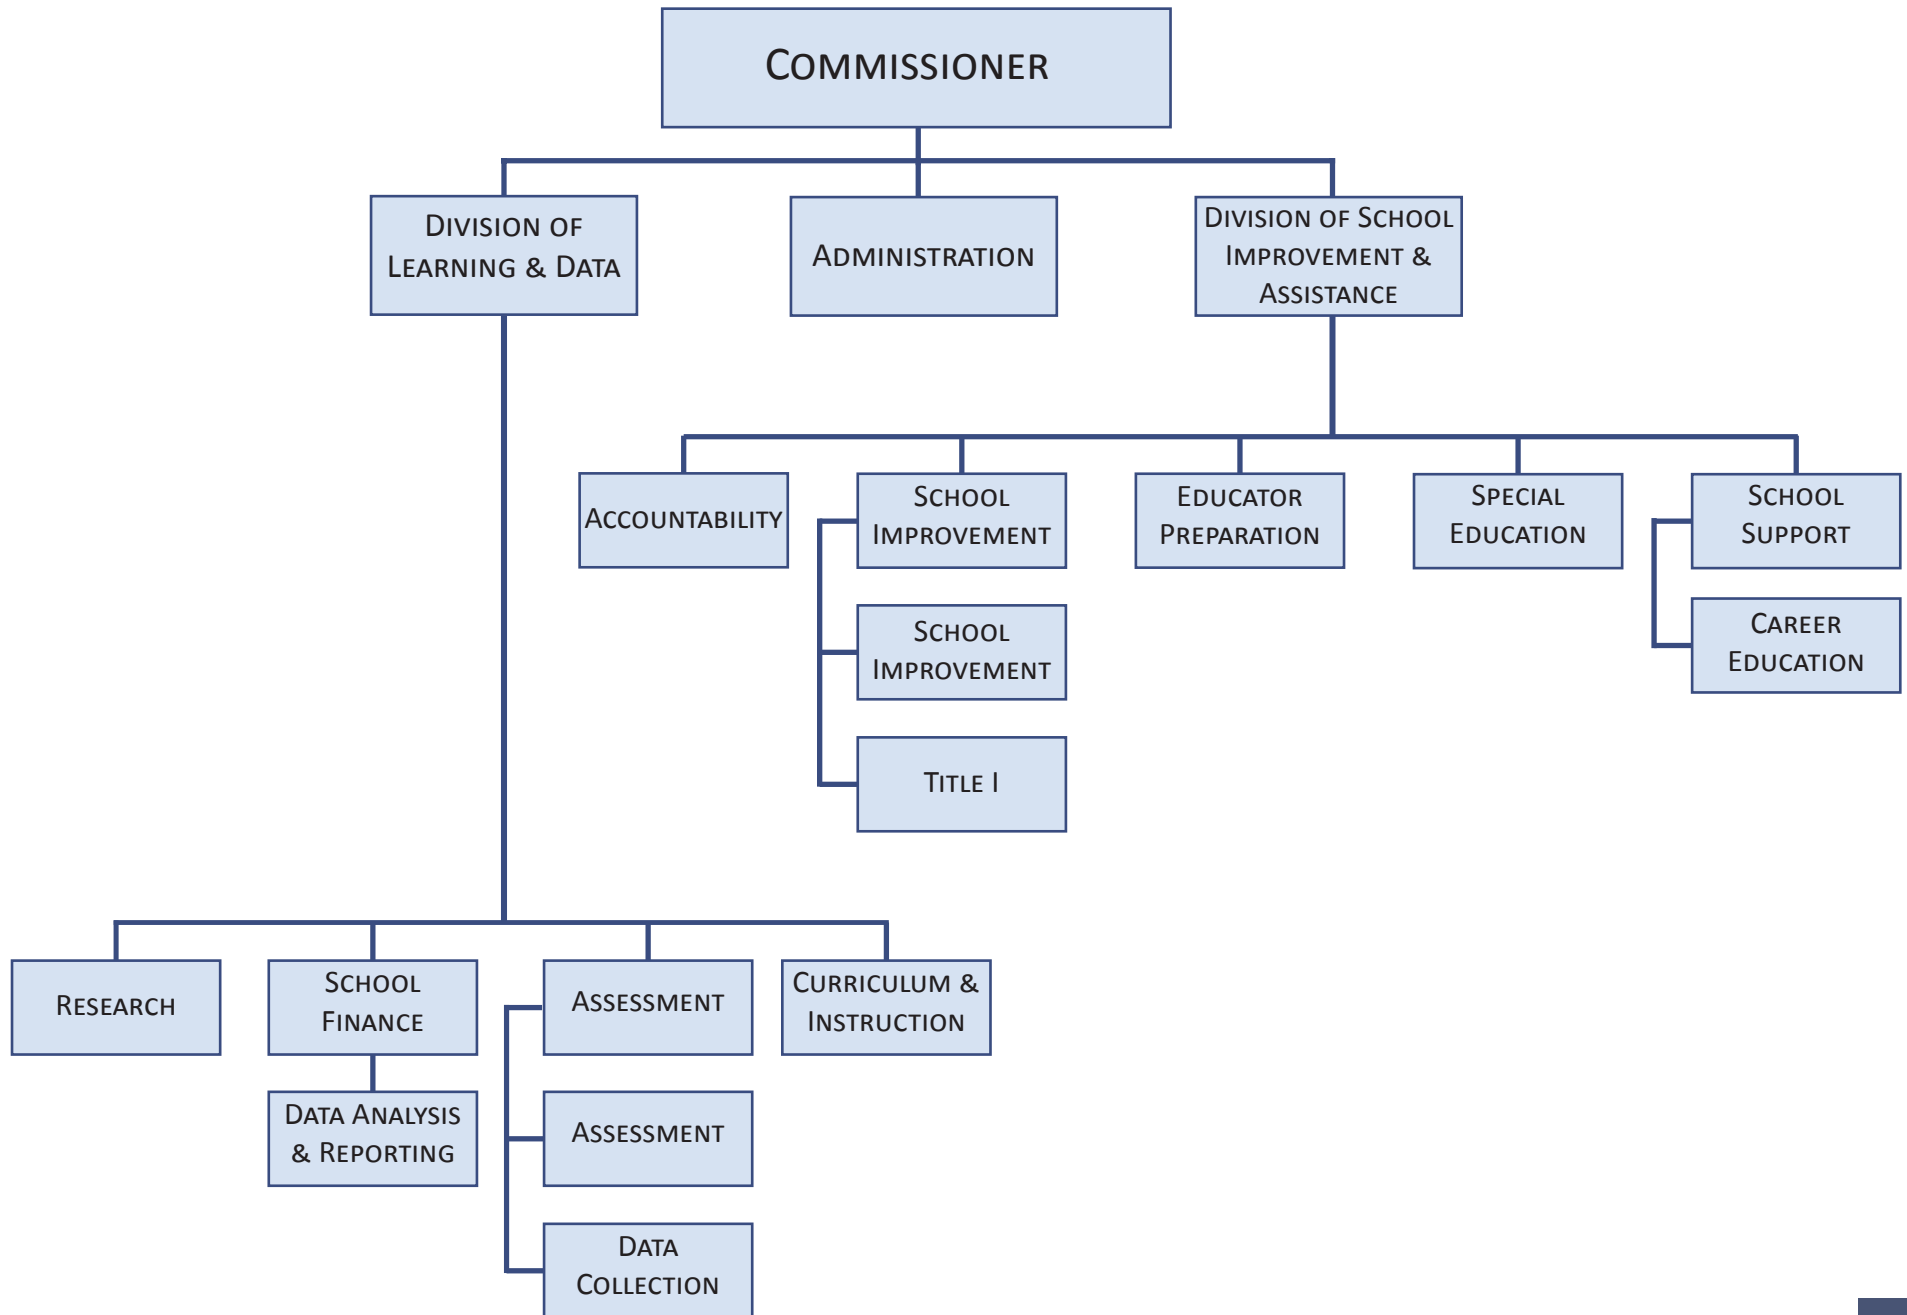 COMMISSIONER
DIVISION OF
LEARNING & DATA
ADMINISTRATION
DIVISION OF SCHOOL
IMPROVEMENT &
ASSISTANCE
ACCOUNTABILITY
SCHOOL
IMPROVEMENT
EDUCATOR
PREPARATION
SPECIAL
EDUCATION
SCHOOL
SUPPORT
SCHOOL
IMPROVEMENT
CAREER
EDUCATION
TITLE I
RESEARCH
SCHOOL
FINANCE
ASSESSMENT
CURRICULUM &
INSTRUCTION
DATA ANALYSIS
& REPORTING
ASSESSMENT
DATA
COLLECTION